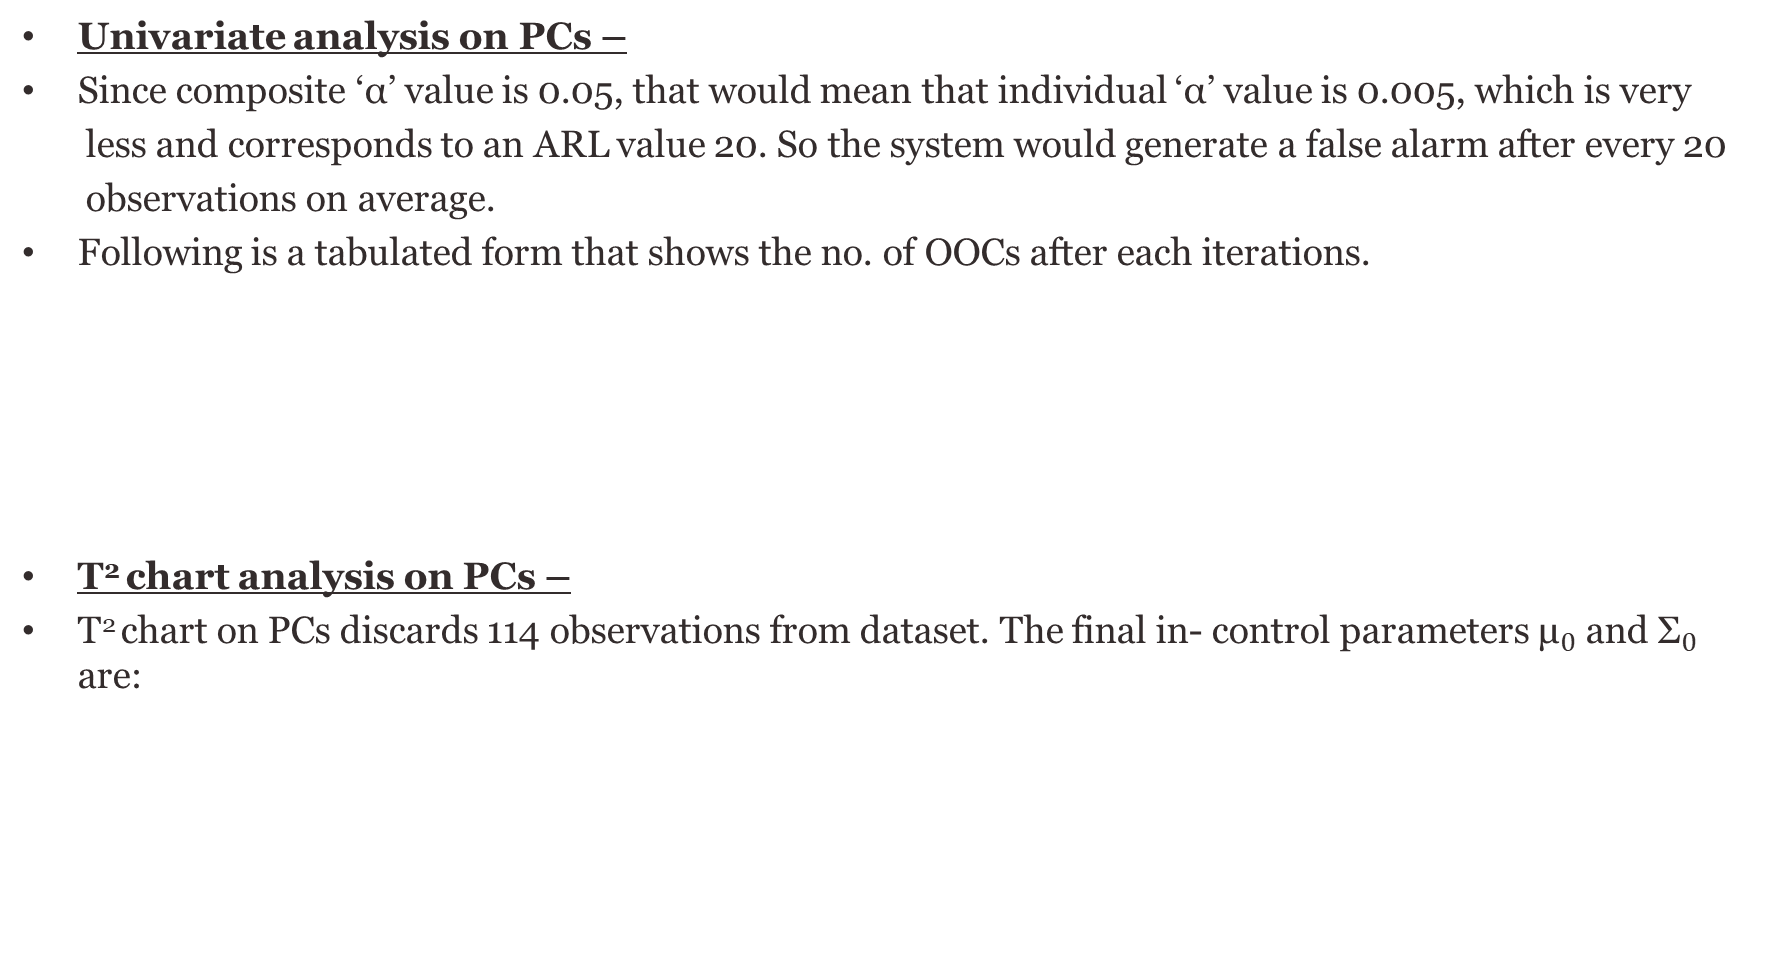 • Univariate analysis on PCs –
• Since composite ‘α’ value is 0.05, that would mean that individual ‘α’ value is 0.005, which is very
less and corresponds to an ARL value 20. So the system would generate a false alarm after every 20
observations on average.
• Following is a tabulated form that shows the no. of OOCs after each iterations.
• T² chart analysis on PCs –
• T² chart on PCs discards 114 observations from dataset. The final in- control parameters μ₀ and Σ₀
are: